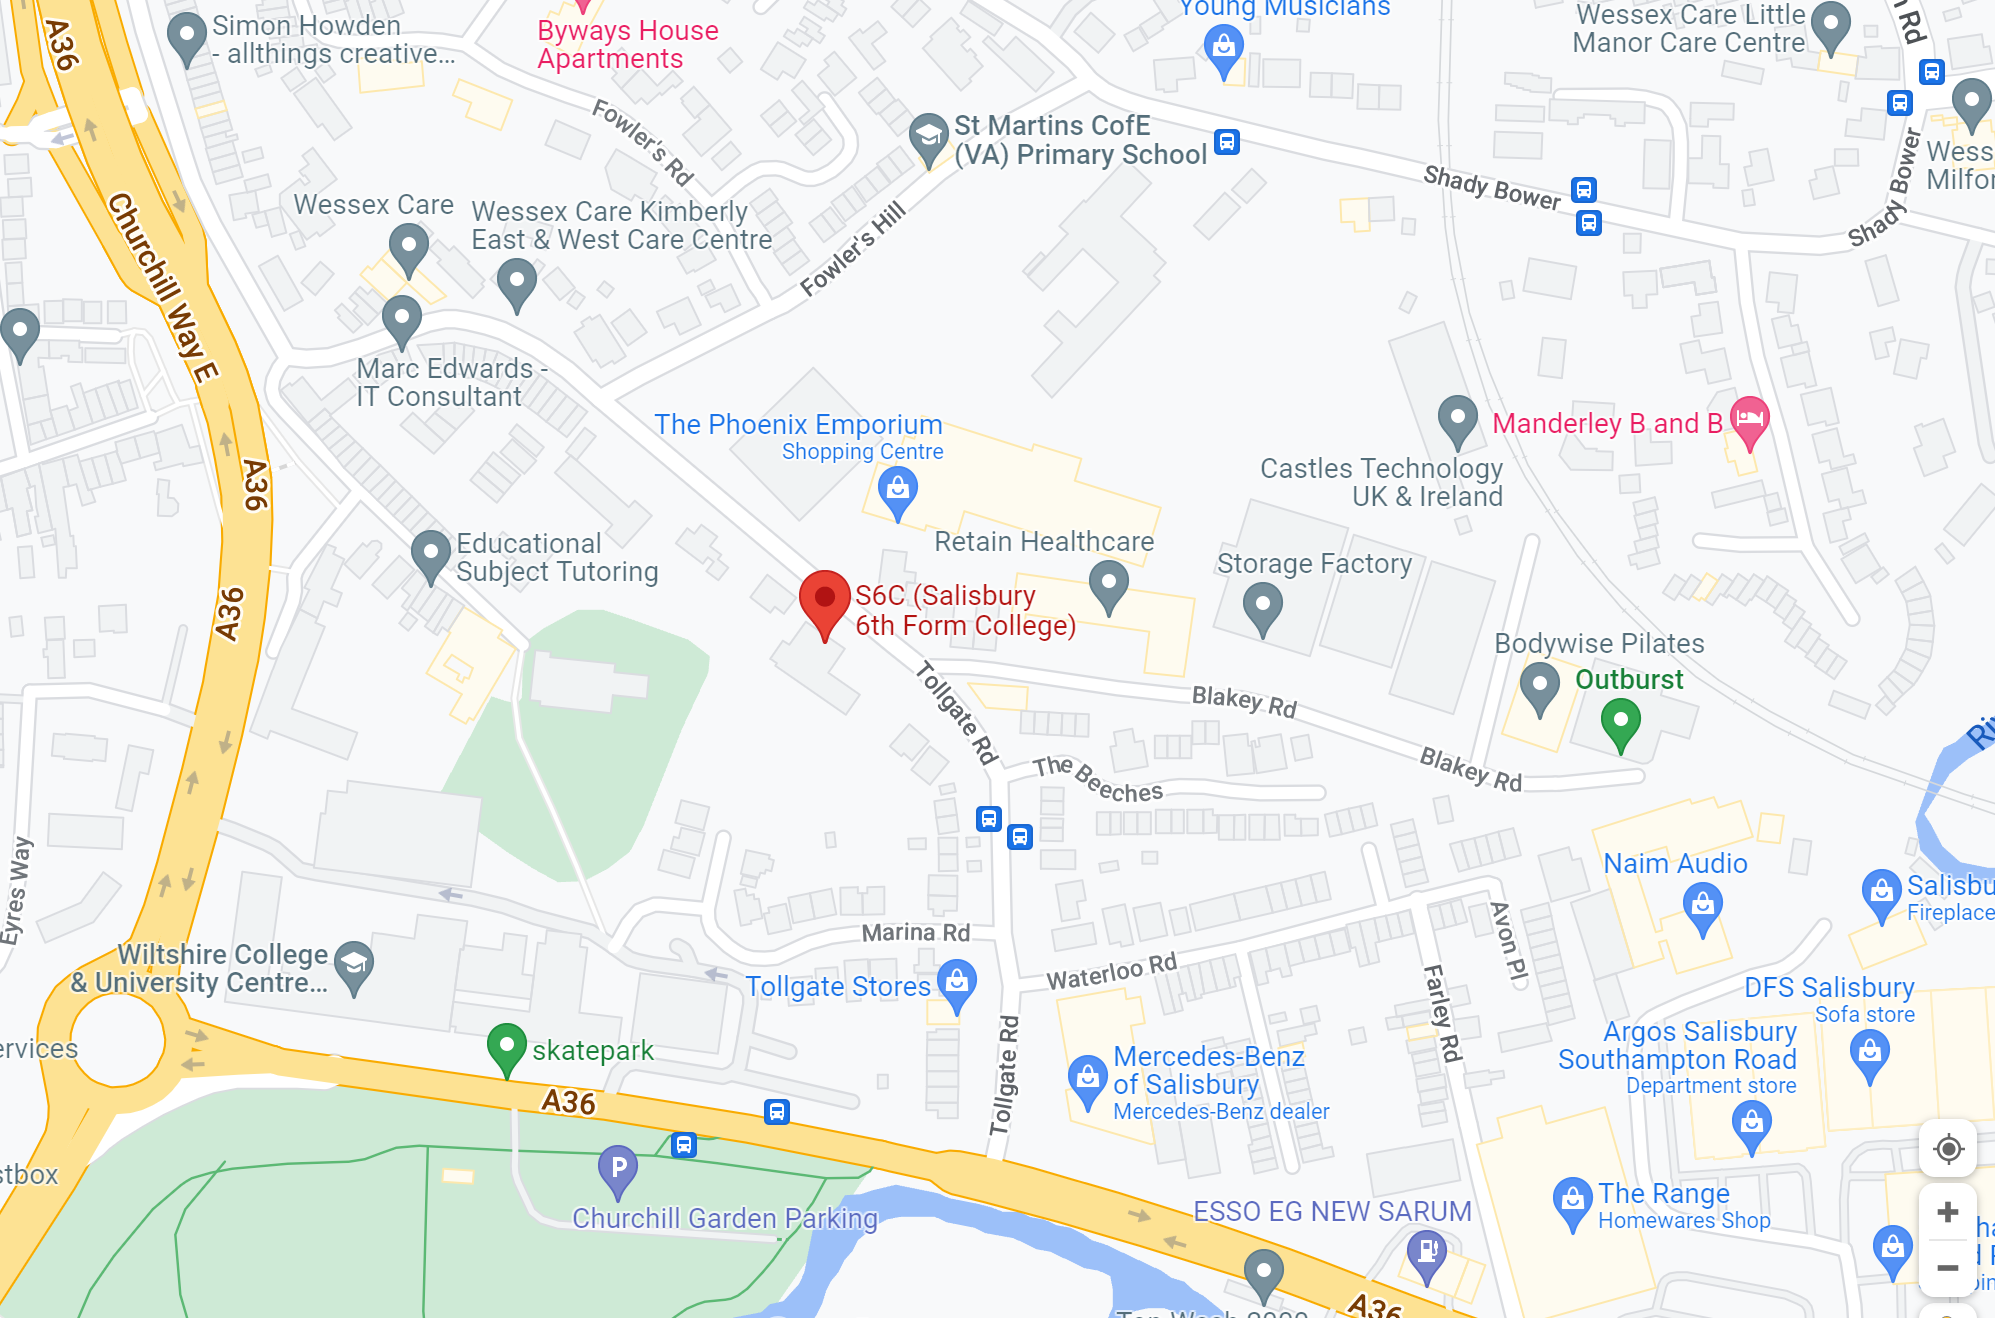 A36
Simon Howden
- allthings creative...
Byways House
Apartments
Young Musicians
Wessex Care Little
Manor Care Centre
Rd
Fowler's Rd
St Martins CofE
(VA) Primary School
Shady Bower
Shady Bower
Wess
Milfor
Churchill Way E
Wessex Care
Wessex Care Kimberly
East & West Care Centre
Fowler's Hill
Marc Edwards -
IT Consultant
The Phoenix Emporium
Shopping Centre
Manderley B and B
Castles Technology
UK & Ireland
A36
Educational
Subject Tutoring
Retain Healthcare
Storage Factory
A36
S6C (Salisbury
6th Form College)
Bodywise Pilates
Outburst
Tollgate Rd
Blakey Rd
Blakey Rd
Ri
The Beeches
Eyres Way
Naim Audio
Salisbu
Fireplace
Marina Rd
Avon Pl
Wiltshire College
& University Centre...
Waterloo Rd
Tollgate Stores
Farley Rd
DFS Salisbury
Sofa store
Argos Salisbury
Southampton Road
Department store
ervices
skatepark
Tollgate Rd
Mercedes-Benz
of Salisbury
Mercedes-Benz dealer
A36
stbox
P
Churchill Garden Parking
ESSO EG NEW SARUM
The Range
Homewares Shop
+
−
A36